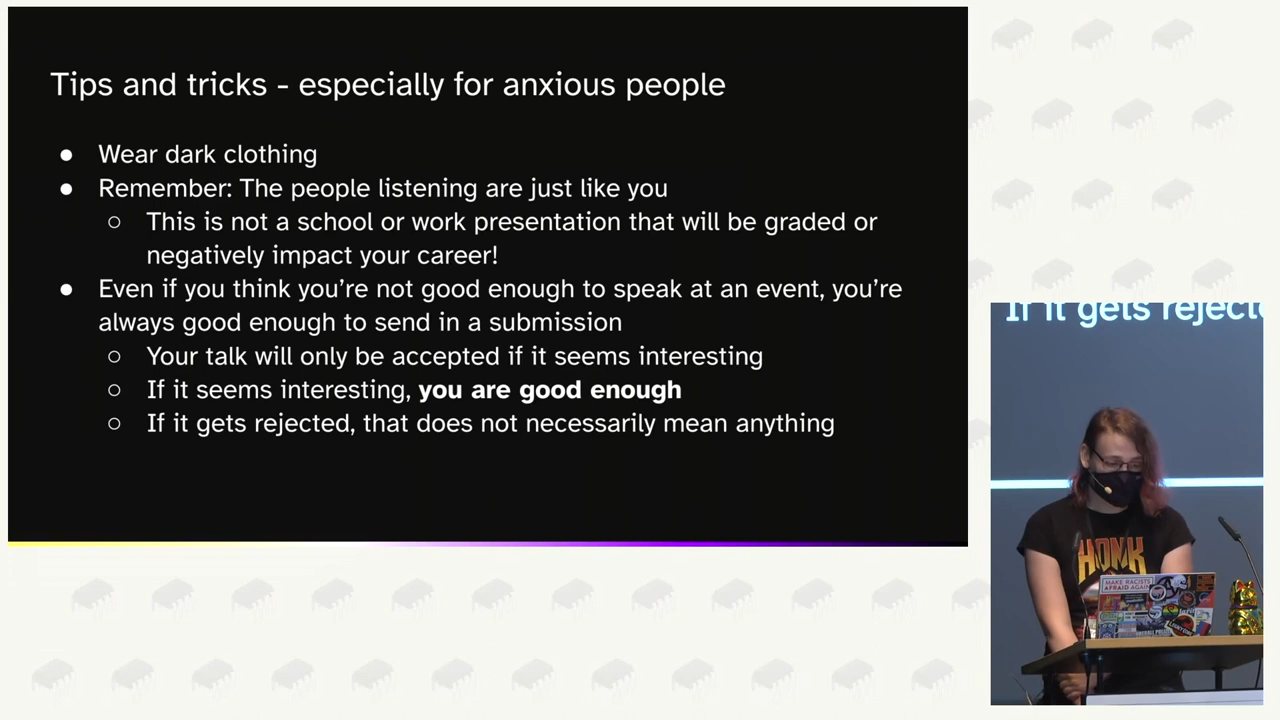 Tips and tricks - especially for anxious people
● Wear dark clothing
● Remember: The people listening are just like you
○ This is not a school or work presentation that will be graded or
negatively impact your career!
● Even if you think you’re not good enough to speak at an event, you’re
always good enough to send in a submission
○ Your talk will only be accepted if it seems interesting
○ If it seems interesting, you are good enough
○ If it gets rejected, that does not necessarily mean anything
If it gets rejecte
HONK
MAKE RACISTS
AFRAID AGAIN